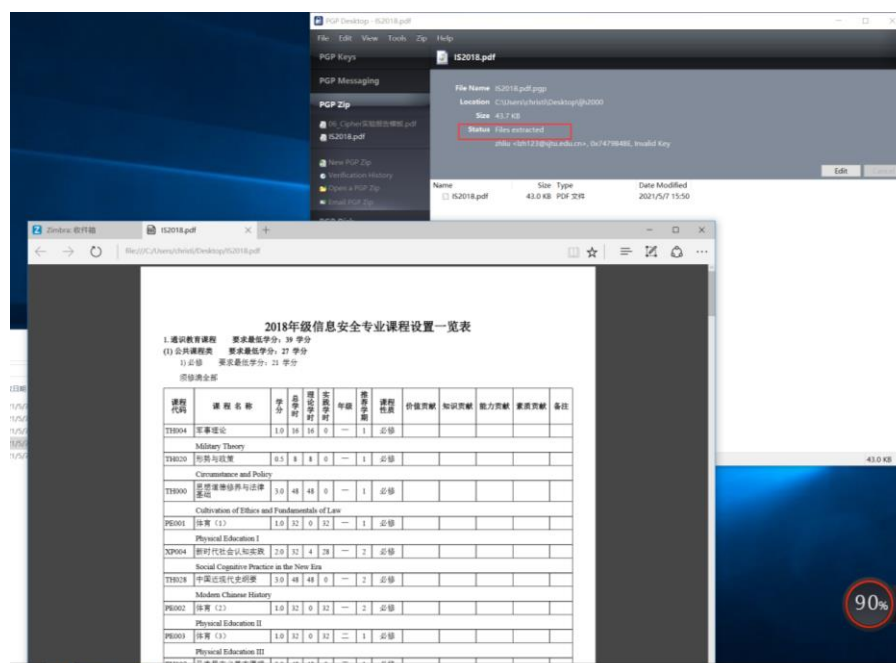 PGP Desktop - IS2018.pdf
File Edit View Tools Zip Help
PGP Keys
IS2018.pdf
PGP Messaging
File Name IS2018.pdf.pgp
PGP Zip
Size 43.7 KB
Status Files extracted
IS2018.pdf
Invalid Key
New PGP Zip
Verification History
Edit
Open a PGP Zip
Name Size Type Date Modified
Email PGP Zip
IS2018.pdf 43.0 KB PDF 文件 2021/5/7 15:50
Zimbra: 收件箱
IS2018.pdf
2018年级信息安全专业课程设置一览表
1. 通识教育课程 要求最低学分：39 学分
(1) 公共课程类 要求最低学分：27 学分
1) 必修 要求最低学分：21 学分
须修满全部
课程代码 课 程 名 称 学分 总学时 理论学时 实践学时 年级 推荐学期 课程性质 价值贡献 知识贡献 能力贡献 素质贡献 备注
TH004 军事理论 1.0 16 16 0 一 1 必修
Military Theory
TH020 形势与政策 0.5 8 8 0 一 1 必修
Circumstance and Policy
TH000 思想道德修养与法律基础 3.0 48 48 0 一 1 必修
Cultivation of Ethics and Fundamentals of Law
PE001 体育（1） 1.0 32 0 32 一 1 必修
Physical Education I
XP004 新时代社会认知实践 2.0 32 4 28 一 2 必修
Social Cognitive Practice in the New Era
TH028 中国近现代史纲要 3.0 48 48 0 一 2 必修
Modern Chinese History
PE002 体育（2） 1.0 32 0 32 一 2 必修
Physical Education II
PE003 体育（3） 1.0 32 0 32 二 1 必修
Physical Education III
43.0 KB
90%